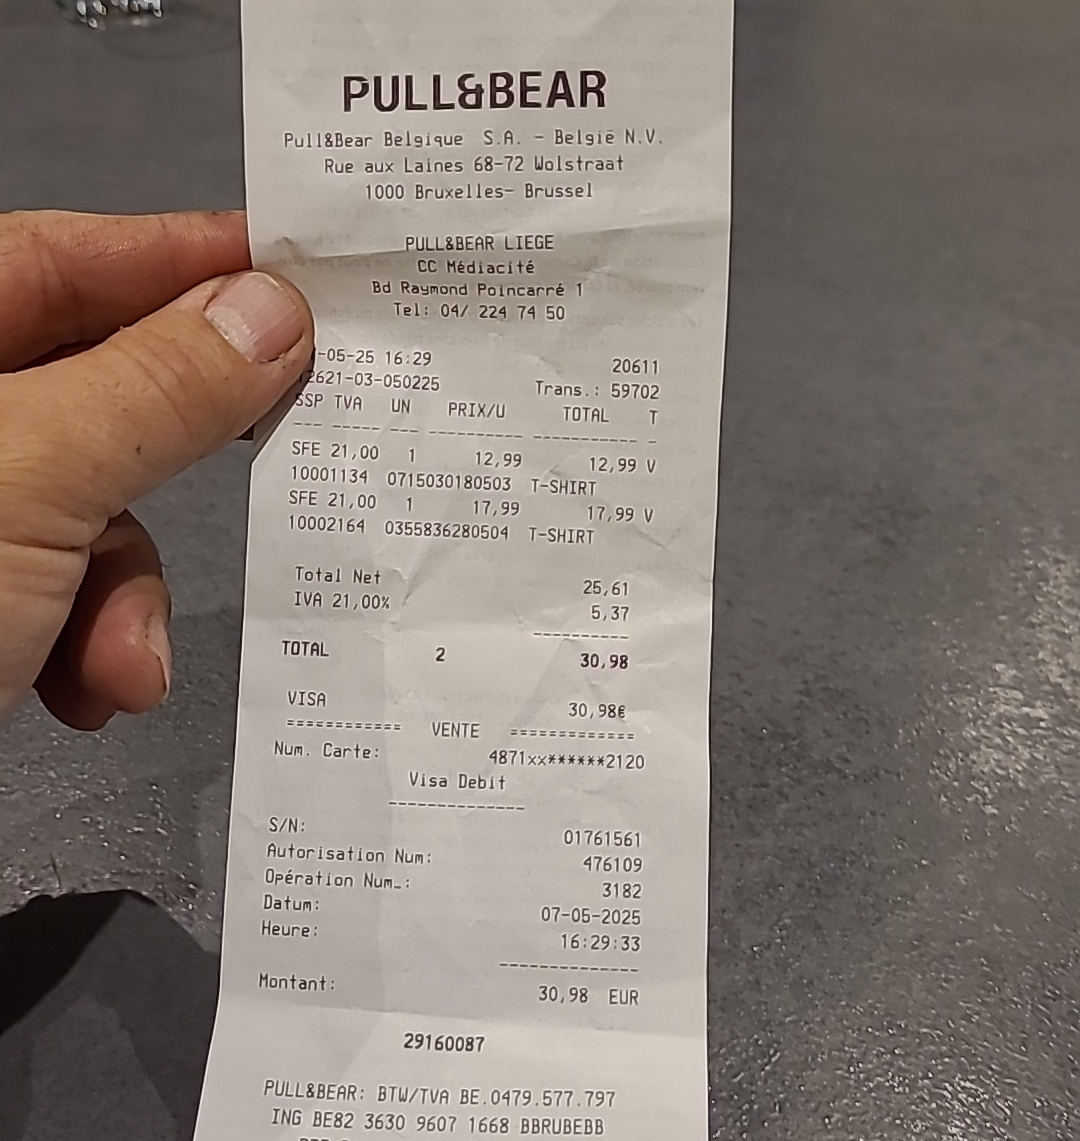 PULL&BEAR
Pull&Bear Belgique S.A. - België N.V.
Rue aux Laines 68-72 Wolstraat
1000 Bruxelles- Brussel
PULL&BEAR LIEGE
CC Médiacité
Bd Raymond Poincarré 1
Tel: 04/ 224 74 50
-05-25 16:29 20611
2621-03-050225 Trans.: 59702
SSP TVA UN PRIX/U TOTAL T
--- ----- --- ---------- ----------- -
SFE 21,00 1 12,99 12,99 V
10001134 0715030180503 T-SHIRT
SFE 21,00 1 17,99 17,99 V
10002164 0355836280504 T-SHIRT
Total Net 25,61
IVA 21,00% 5,37
----------
TOTAL 2 30,98
VISA 30,98€
============ VENTE =============
Num. Carte: 4871xx******2120
Visa Debit
--------------
S/N: 01761561
Autorisation Num: 476109
Opération Num.: 3182
Datum: 07-05-2025
Heure: 16:29:33
--------------
Montant: 30,98 EUR
29160087
PULL&BEAR: BTW/TVA BE.0479.577.797
ING BE82 3630 9607 1668 BBRUBEBB